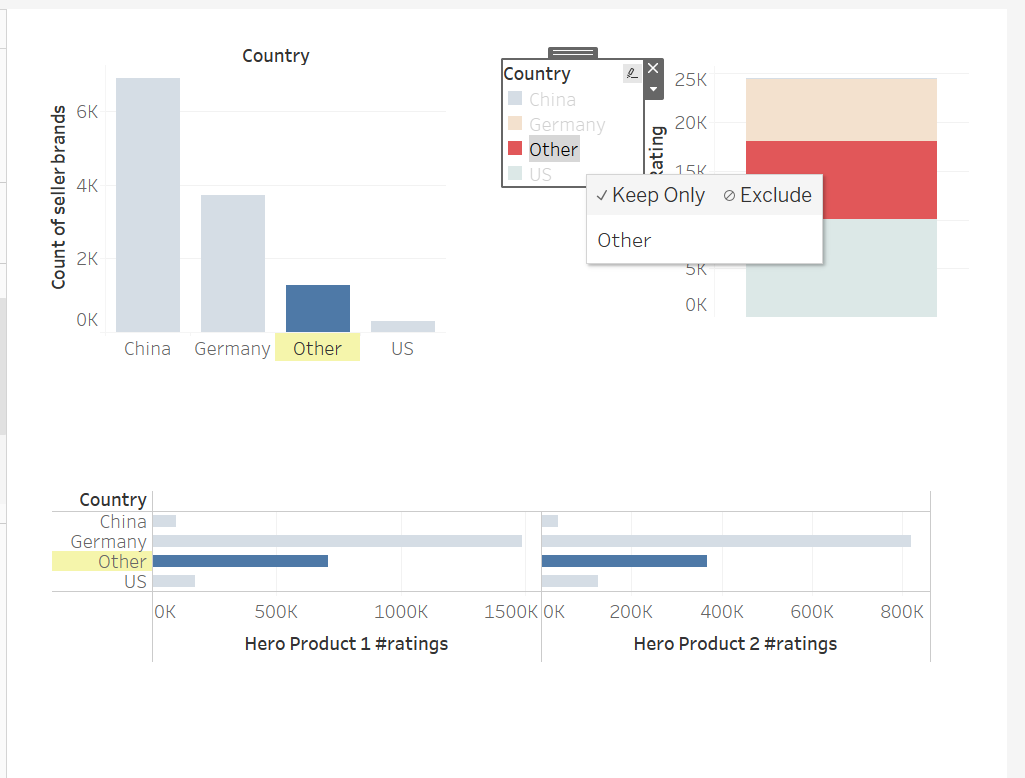 Country
Count of seller brands
6K
4K
2K
0K
China
Germany
Other
US
Country
China
Germany
Other
US
25K
20K
15K
5K
0K
Keep Only
Exclude
Other
Country
China
Germany
Other
US
0K
500K
1000K
1500K
0K
200K
400K
600K
800K
Hero Product 1 #ratings
Hero Product 2 #ratings